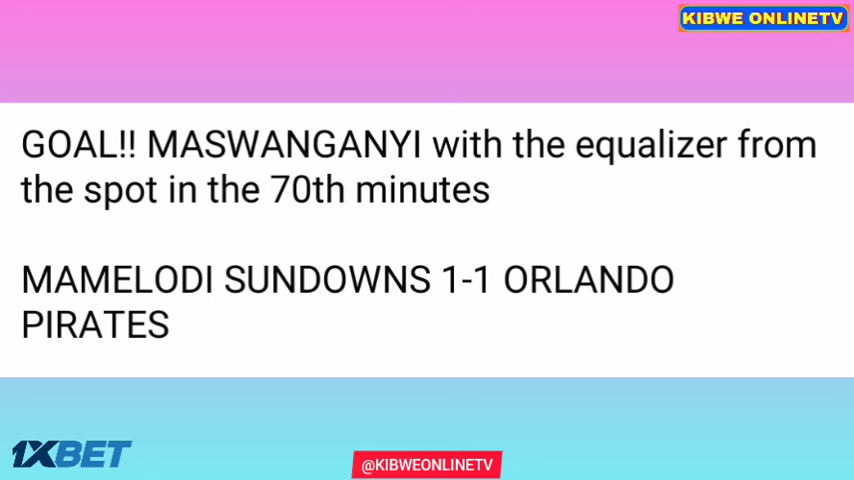 KIBWE ONLINETV
GOAL!! MASWANGANYI with the equalizer from
the spot in the 70th minutes
MAMELODI SUNDOWNS 1-1 ORLANDO
PIRATES
1XBET
@KIBWEONLINETV